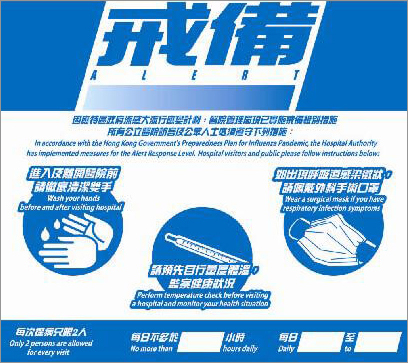 戒備
ALERT
因應特區政府流感大流行應變計劃，醫院管理局現已實施戒備級別措施
所有公立醫院訪客及公眾人士必須遵守下列措施：
In accordance with the Hong Kong Government's Preparedness Plan for Influenza Pandemic, the Hospital Authority
has implemented measures for the Alert Response Level. Hospital visitors and public please follow instructions below:
進入及離開醫院前
請徹底清潔雙手
Wash your hands
before and after visiting hospital
如出現呼吸道感染徵狀，
請佩戴外科手術口罩
Wear a surgical mask if you have
respiratory infection symptoms
請預先自行量度體溫，
監察健康狀況
Perform temperature check before visiting
a hospital and monitor your health situation
每次探病只限2人
Only 2 persons are allowed
for every visit
每日不多於 小時
No more than hours daily
每日 至
Daily to